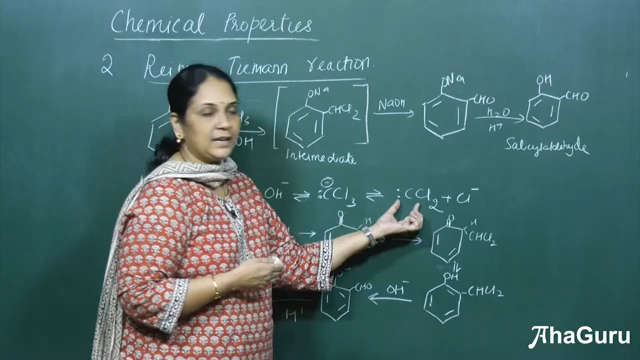 Chemical Properties
2 Reimer Tiemann reaction.
ONa ONa OH
CHCl2 NaOH CHO H2O CHO
H+
Intermediate Salicylaldehyde
OH⁻ ⇌ :CCl3 ⇌ :CCl2 + Cl⁻
H H
→ → CHCl2
OH
CHO ← OH⁻ CHCl2
AhaGuru